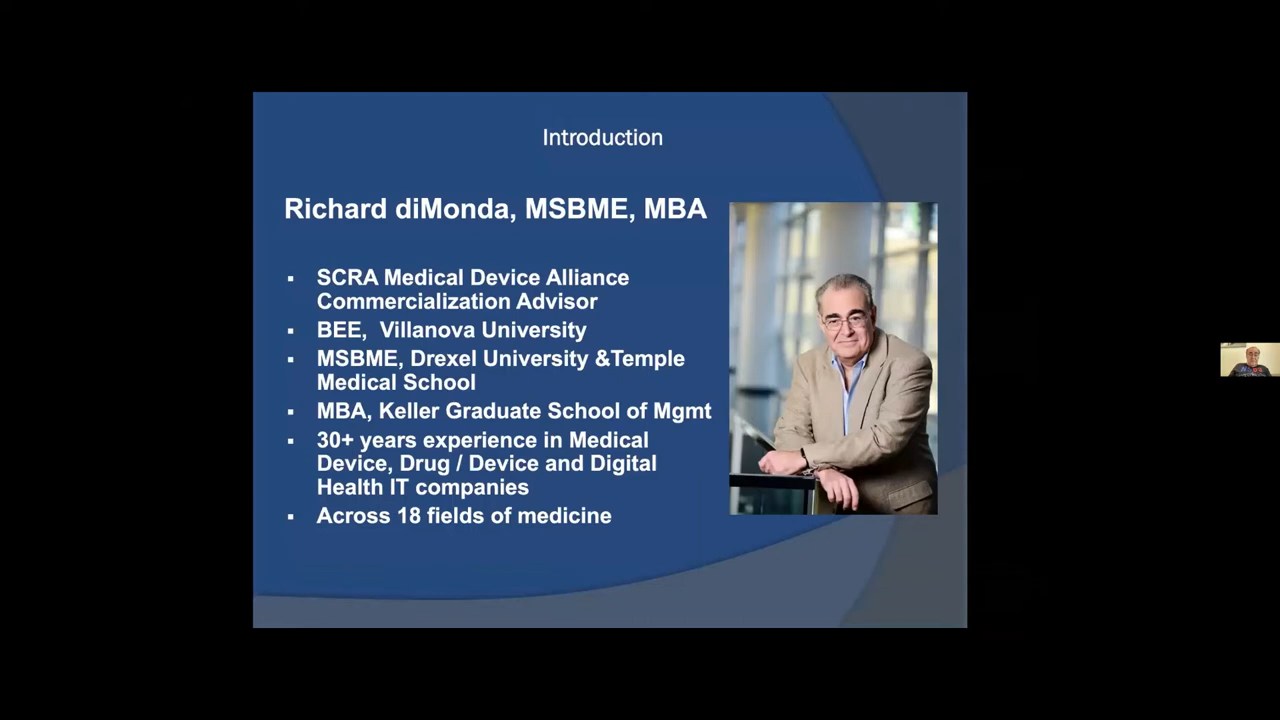 Introduction
Richard diMonda, MSBME, MBA
▪ SCRA Medical Device Alliance
Commercialization Advisor
▪ BEE, Villanova University
▪ MSBME, Drexel University &Temple
Medical School
▪ MBA, Keller Graduate School of Mgmt
▪ 30+ years experience in Medical
Device, Drug / Device and Digital
Health IT companies
▪ Across 18 fields of medicine